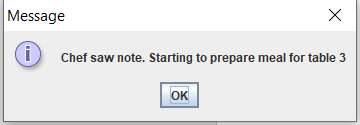 Message
Chef saw note. Starting to prepare meal for table 3
OK